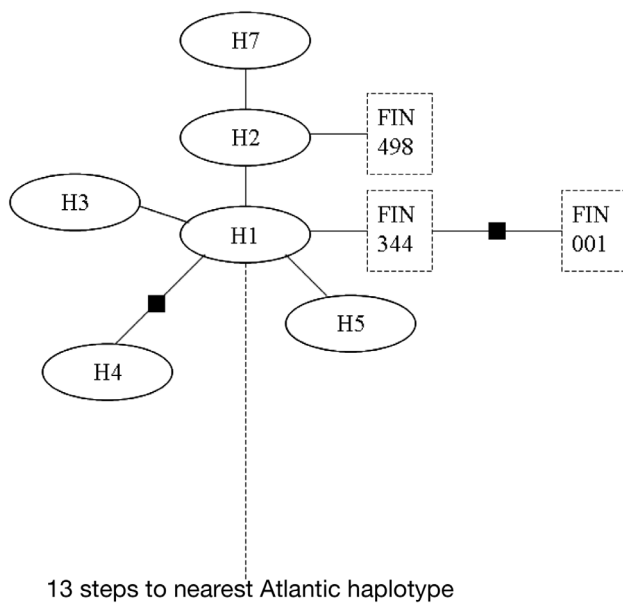 H7
H2
FIN
498
H3
H1
FIN
344
FIN
001
H5
H4
13 steps to nearest Atlantic haplotype